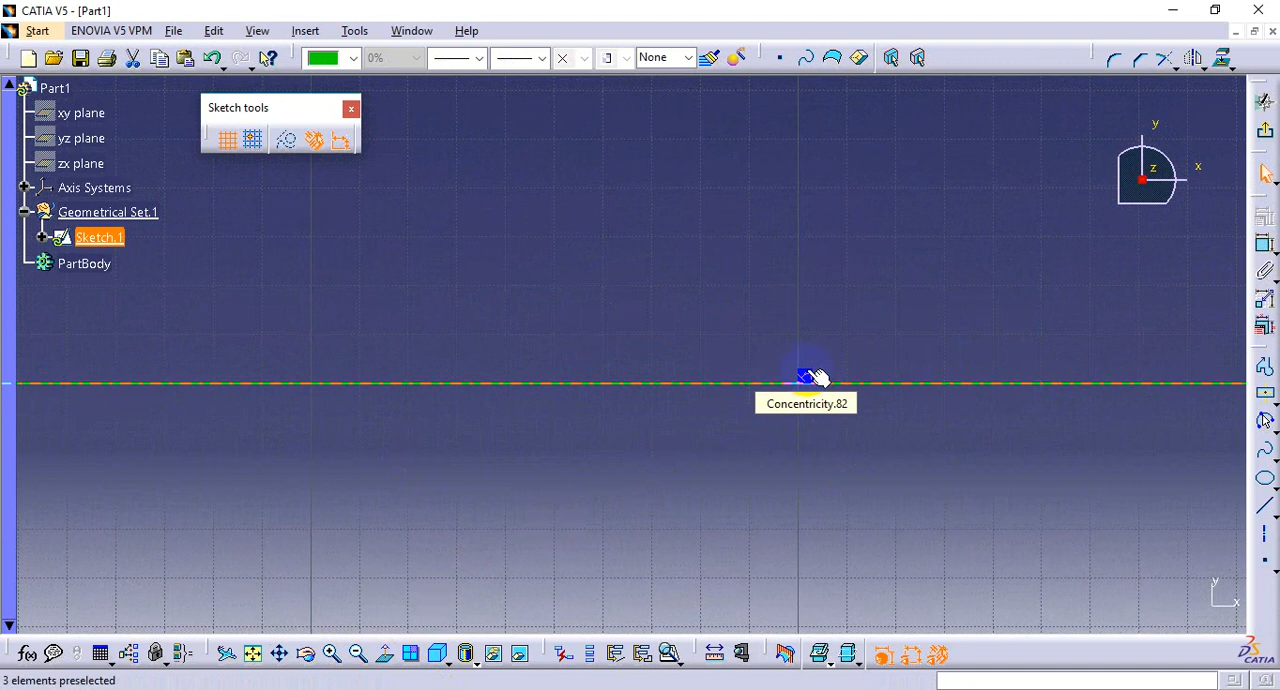 CATIA V5 - [Part1]
Start ENOVIA V5 VPM File Edit View Insert Tools Window Help
0% None
Part1
Sketch tools
xy plane
yz plane
zx plane
Axis Systems
Geometrical Set.1
Sketch.1
PartBody
y
x
z
Concentricity.82
y
x
f(x)
3 elements preselected
CATIA